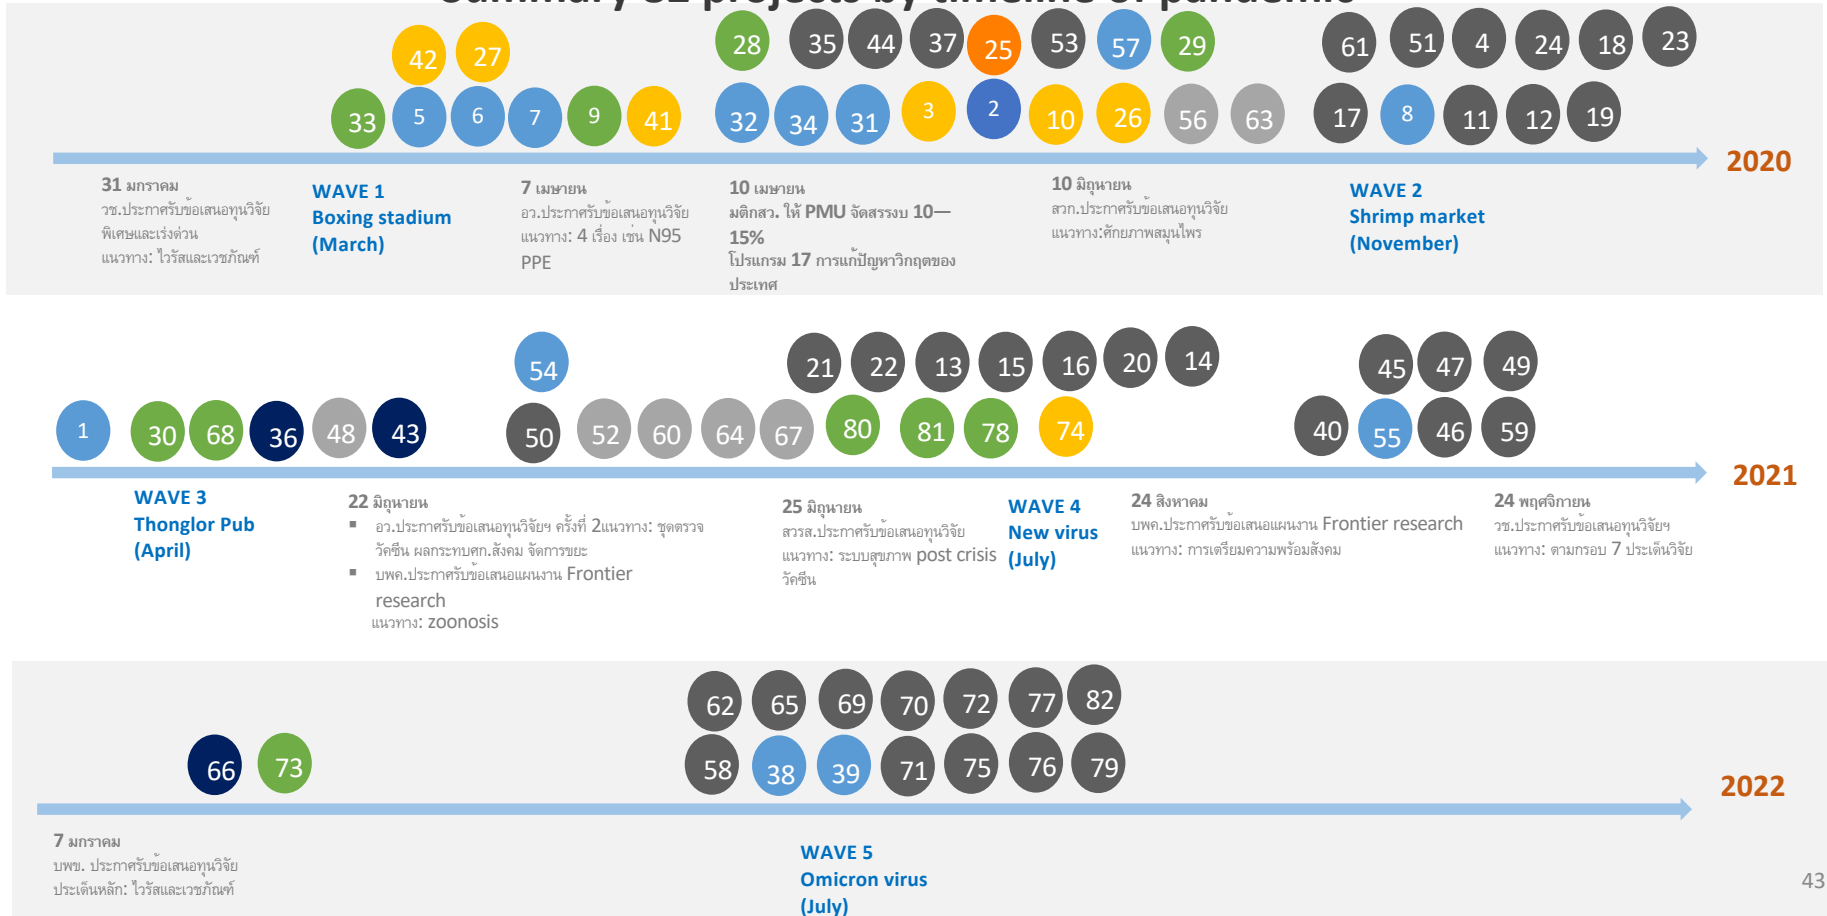 Summary 82 projects by timeline of pandemic
42 27 28 35 44 37 25 53 57 29 61 51 4 24 18 23
33 5 6 7 9 41 32 34 31 3 2 10 26 56 63 17 8 11 12 19
2020
31 มกราคม
วช.ประกาศรับข้อเสนอทุนวิจัย
พิเศษและเร่งด่วน
แนวทาง: ไวรัสและเวชภัณฑ์
WAVE 1
Boxing stadium
(March)
7 เมษายน
อว.ประกาศรับข้อเสนอทุนวิจัย
แนวทาง: 4 เรื่อง เช่น N95
PPE
10 เมษายน
มติกสว. ให้ PMU จัดสรรงบ 10—
15%
โปรแกรม 17 การแก้ปัญหาวิกฤตของ
ประเทศ
10 มิถุนายน
สวก.ประกาศรับข้อเสนอทุนวิจัย
แนวทาง:ศักยภาพสมุนไพร
WAVE 2
Shrimp market
(November)
54 21 22 13 15 16 20 14 45 47 49
1 30 68 36 48 43 50 52 60 64 67 80 81 78 74 40 55 46 59
2021
WAVE 3
Thonglor Pub
(April)
22 มิถุนายน
▪ อว.ประกาศรับข้อเสนอทุนวิจัยฯ ครั้งที่ 2แนวทาง: ชุดตรวจ
วัคซีน ผลกระทบศก.สังคม จัดการขยะ
▪ บพค.ประกาศรับข้อเสนอแผนงาน Frontier
research
แนวทาง: zoonosis
25 มิถุนายน
สวรส.ประกาศรับข้อเสนอทุนวิจัย
แนวทาง: ระบบสุขภาพ post crisis
วัคซีน
WAVE 4
New virus
(July)
24 สิงหาคม
บพค.ประกาศรับข้อเสนอแผนงาน Frontier research
แนวทาง: การเตรียมความพร้อมสังคม
24 พฤศจิกายน
วช.ประกาศรับข้อเสนอทุนวิจัยฯ
แนวทาง: ตามกรอบ 7 ประเด็นวิจัย
62 65 69 70 72 77 82
66 73 58 38 39 71 75 76 79
2022
7 มกราคม
บพข. ประกาศรับข้อเสนอทุนวิจัย
ประเด็นหลัก: ไวรัสและเวชภัณฑ์
WAVE 5
Omicron virus
(July)
43